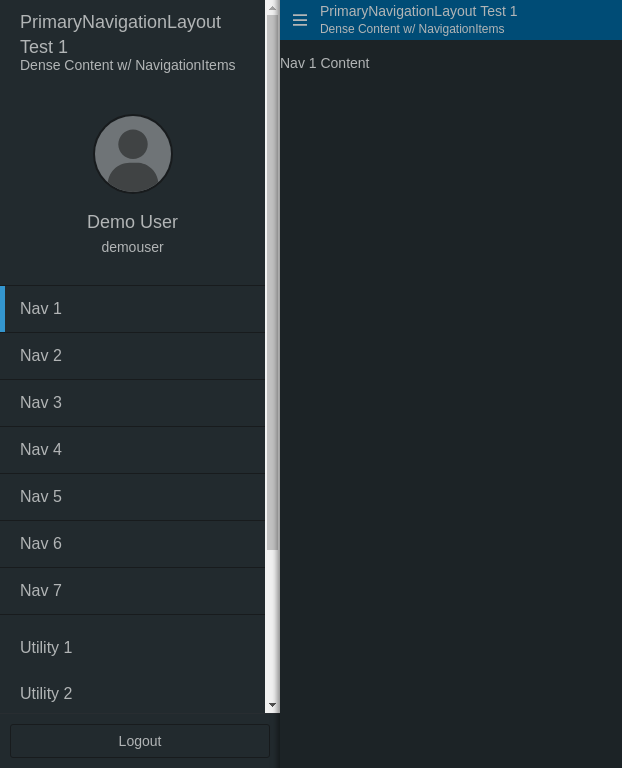 PrimaryNavigationLayout
Test 1
Dense Content w/ NavigationItems
Demo User
demouser
Nav 1
Nav 2
Nav 3
Nav 4
Nav 5
Nav 6
Nav 7
Utility 1
Utility 2
Logout
PrimaryNavigationLayout Test 1
Dense Content w/ NavigationItems
Nav 1 Content